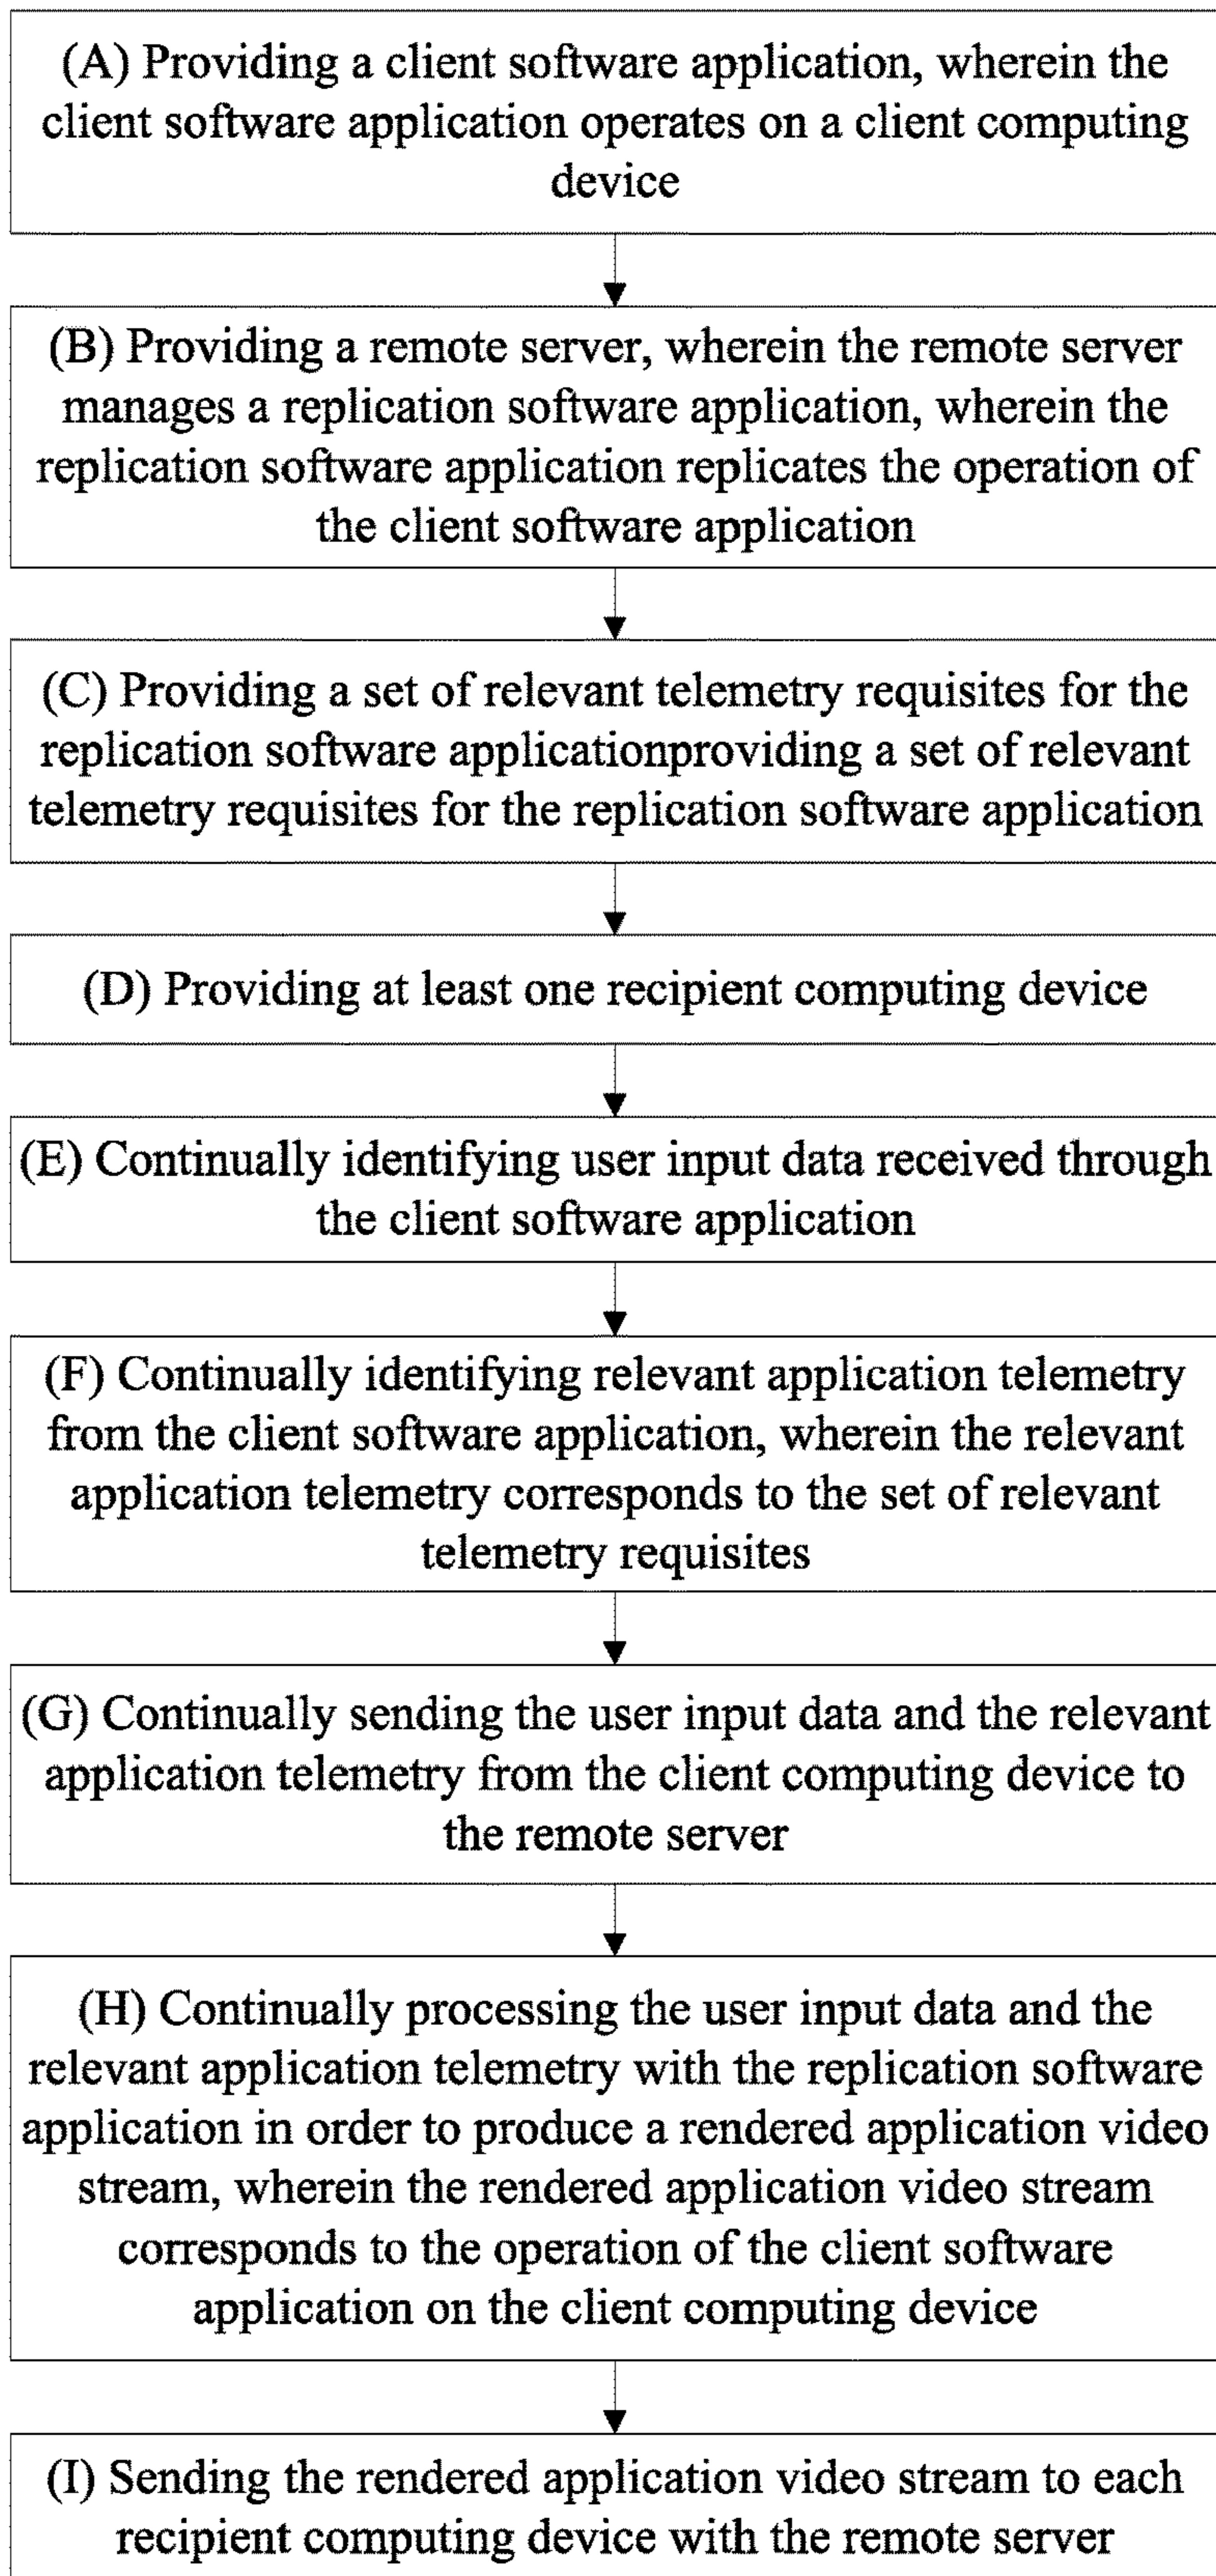 (A) Providing a client software application, wherein the
client software application operates on a client computing
device
(B) Providing a remote server, wherein the remote server
manages a replication software application, wherein the
replication software application replicates the operation of
the client software application
(C) Providing a set of relevant telemetry requisites for the
replication software applicationproviding a set of relevant
telemetry requisites for the replication software application
(D) Providing at least one recipient computing device
(E) Continually identifying user input data received through
the client software application
(F) Continually identifying relevant application telemetry
from the client software application, wherein the relevant
application telemetry corresponds to the set of relevant
telemetry requisites
(G) Continually sending the user input data and the relevant
application telemetry from the client computing device to
the remote server
(H) Continually processing the user input data and the
relevant application telemetry with the replication software
application in order to produce a rendered application video
stream, wherein the rendered application video stream
corresponds to the operation of the client software
application on the client computing device
(I) Sending the rendered application video stream to each
recipient computing device with the remote server